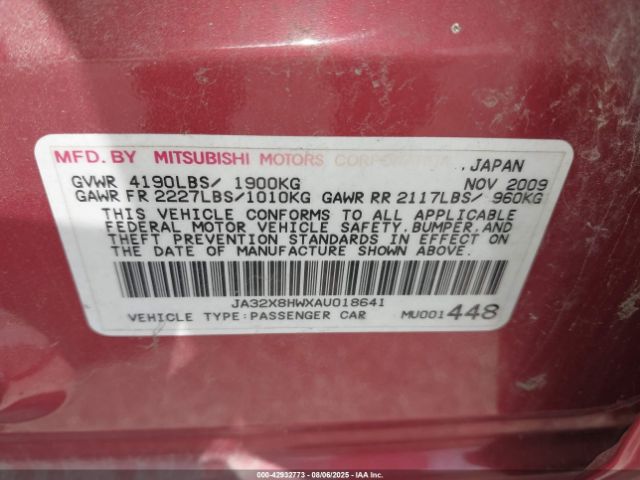 MFD. BY MITSUBISHI MOTORS CORPORATION, JAPAN
GVWR 4190LBS/ 1900KG NOV 2009
GAWR FR 2227LBS/1010KG GAWR RR 2117LBS/ 960KG
THIS VEHICLE CONFORMS TO ALL APPLICABLE
FEDERAL MOTOR VEHICLE SAFETY,BUMPER,AND
THEFT PREVENTION STANDARDS IN EFFECT ON
THE DATE OF MANUFACTURE SHOWN ABOVE.
JA32X8HWXAU018641
VEHICLE TYPE:PASSENGER CAR MU001448
000-42932773 - 08/06/2025 - IAAI.COM